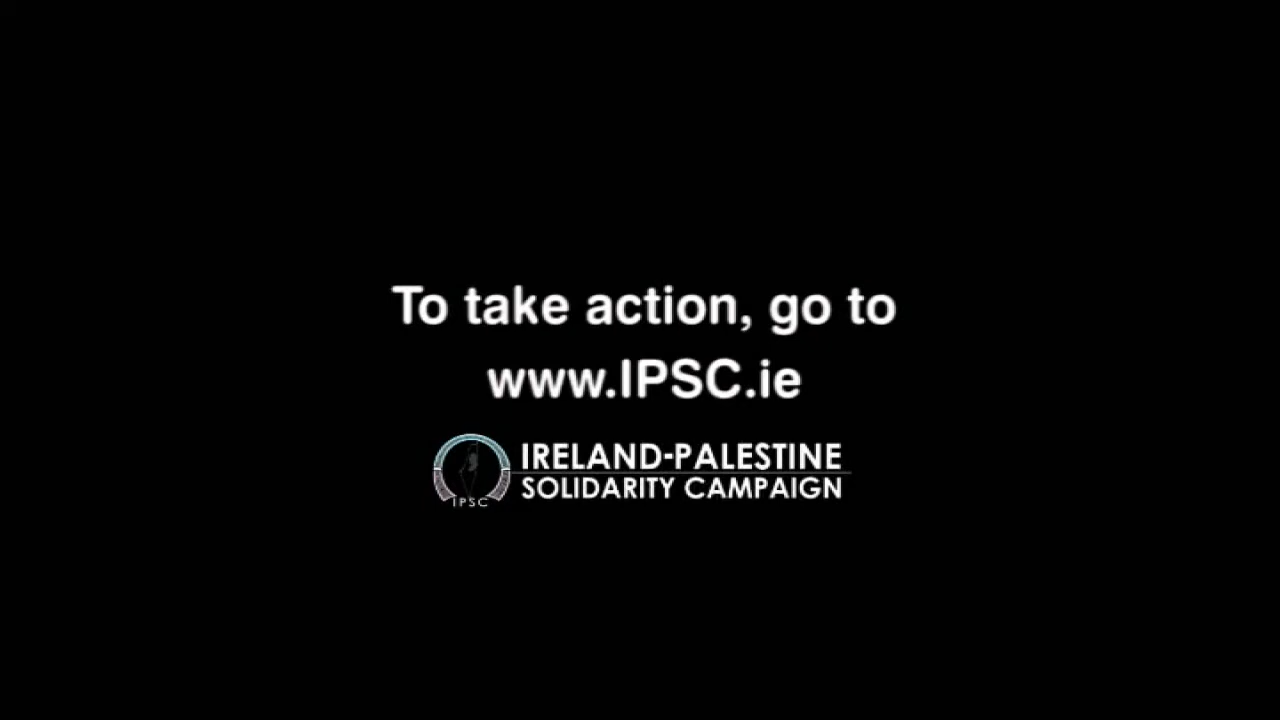 To take action, go to
www.IPSC.ie
IRELAND-PALESTINE
SOLIDARITY CAMPAIGN
IPSC